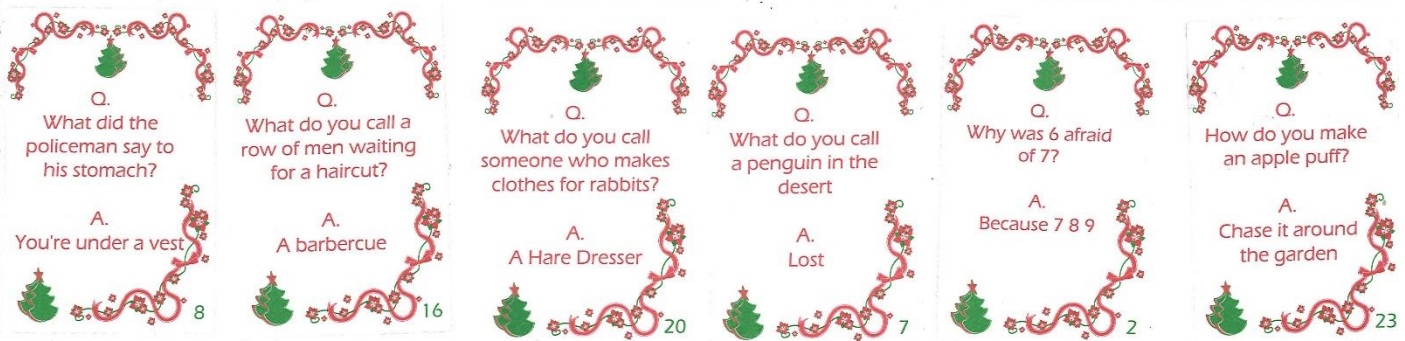 Q.
What did the
policeman say to
his stomach?
A.
You're under a vest
8
Q.
What do you call a
row of men waiting
for a haircut?
A.
A barbercue
16
Q.
What do you call
someone who makes
clothes for rabbits?
A.
A Hare Dresser
20
Q.
What do you call
a penguin in the
desert
A.
Lost
7
Q.
Why was 6 afraid
of 7?
A.
Because 7 8 9
2
Q.
How do you make
an apple puff?
A.
Chase it around
the garden
23